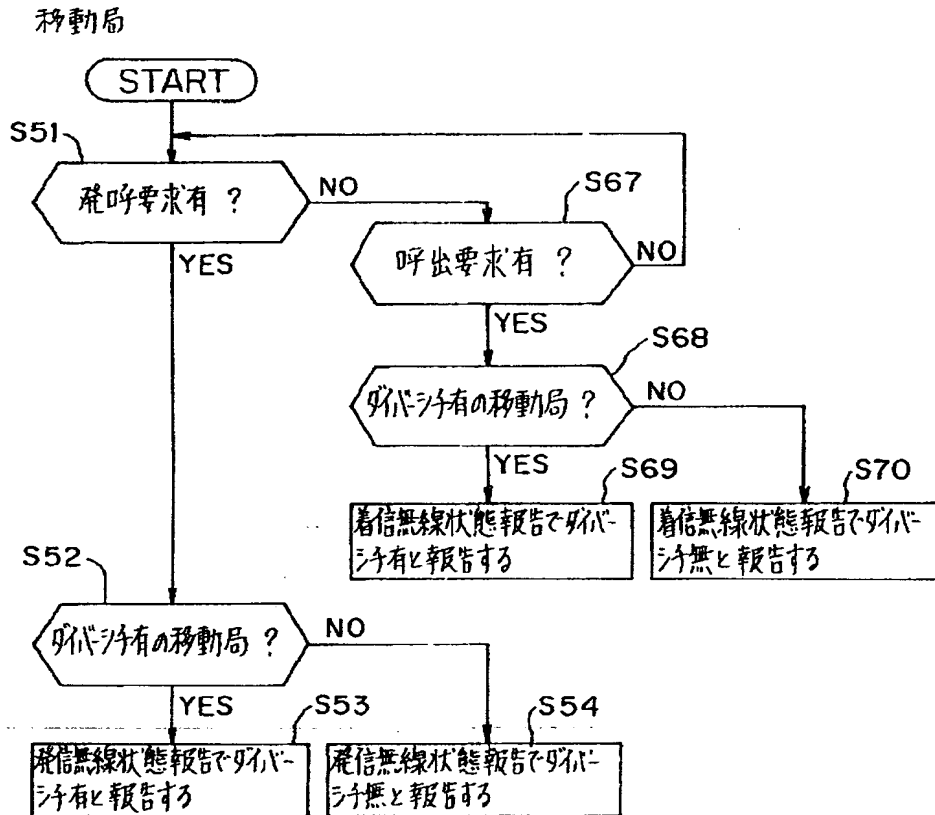 移動局
START
S51
発呼要求有 ?
NO
YES
S67
呼出要求有 ?
NO
YES
S68
ダイバーシチ有の移動局 ?
NO
YES
S69
着信無線状態報告でダイバー
シチ有と報告する
S70
着信無線状態報告でダイバー
シチ無と報告する
S52
ダイバーシチ有の移動局 ?
NO
YES
S53
発信無線状態報告でダイバー
シチ有と報告する
S54
発信無線状態報告でダイバー
シチ無と報告する